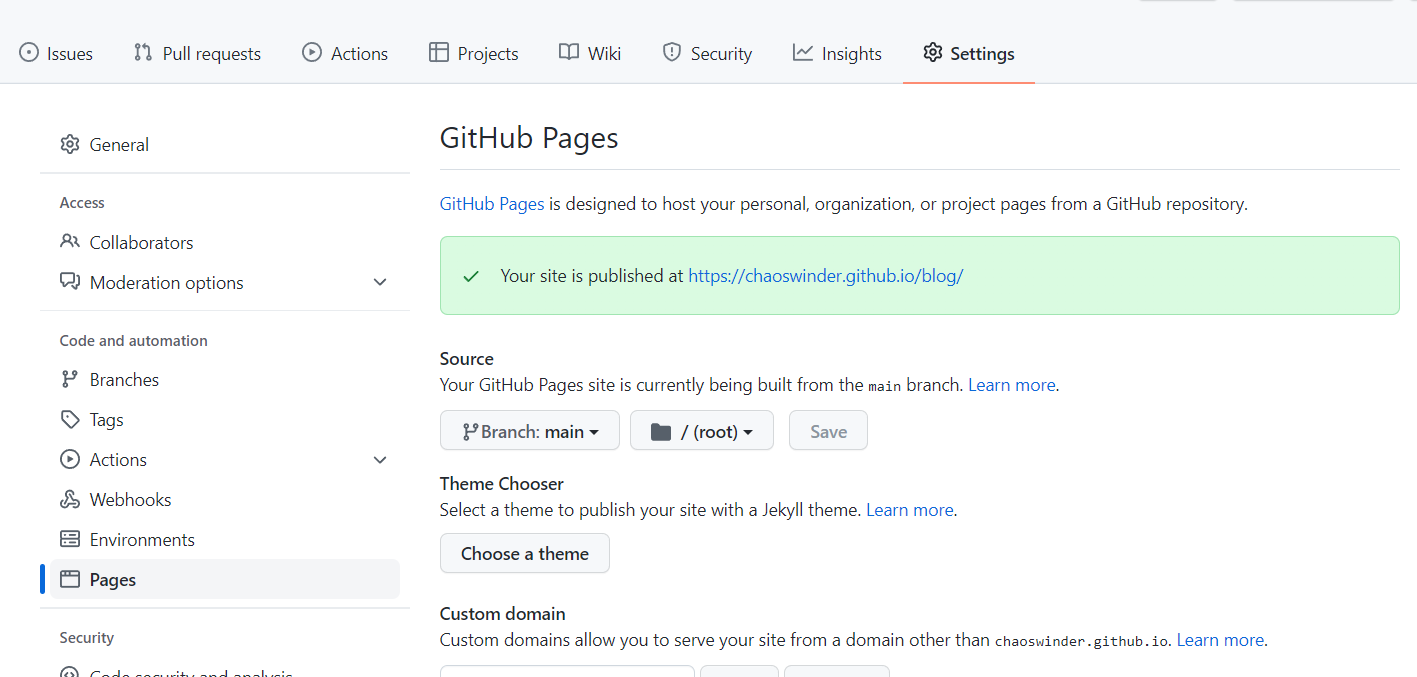 Issues Pull requests Actions Projects Wiki Security Insights Settings
General
Access
Collaborators
Moderation options
Code and automation
Branches
Tags
Actions
Webhooks
Environments
Pages
Security
Code security and analysis
GitHub Pages
GitHub Pages is designed to host your personal, organization, or project pages from a GitHub repository.
Your site is published at https://chaoswinder.github.io/blog/
Source
Your GitHub Pages site is currently being built from the main branch. Learn more.
Branch: main / (root) Save
Theme Chooser
Select a theme to publish your site with a Jekyll theme. Learn more.
Choose a theme
Custom domain
Custom domains allow you to serve your site from a domain other than chaoswinder.github.io. Learn more.